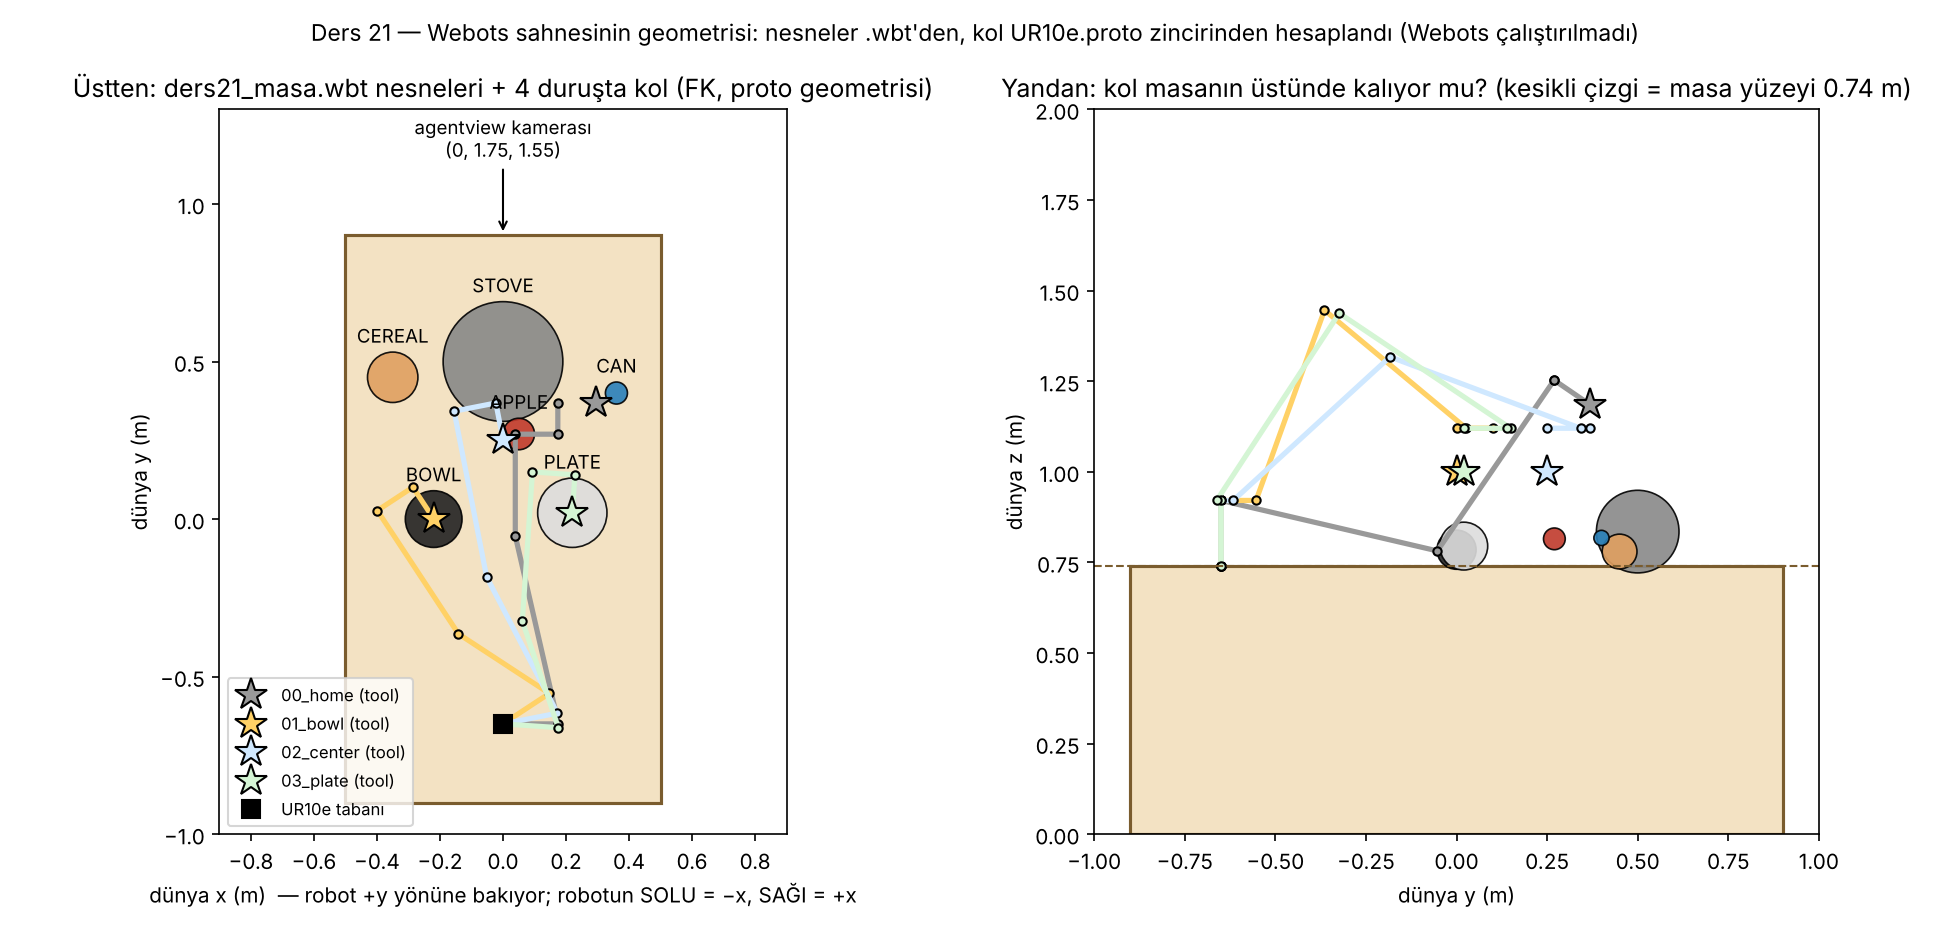 Ders 21 — Webots sahnesinin geometrisi: nesneler .wbt'den, kol UR10e.proto zincirinden hesaplandı (Webots çalıştırılmadı)
Üstten: ders21_masa.wbt nesneleri + 4 duruşta kol (FK, proto geometrisi)
agentview kamerası
(0, 1.75, 1.55)
STOVE
CEREAL
CAN
APPLE
BOWL
PLATE
1.0
0.5
0.0
−0.5
−1.0
dünya y (m)
00_home (tool)
01_bowl (tool)
02_center (tool)
03_plate (tool)
UR10e tabanı
−0.8 −0.6 −0.4 −0.2 0.0 0.2 0.4 0.6 0.8
dünya x (m) — robot +y yönüne bakıyor; robotun SOLU = −x, SAĞI = +x
Yandan: kol masanın üstünde kalıyor mu? (kesikli çizgi = masa yüzeyi 0.74 m)
2.00
1.75
1.50
1.25
1.00
0.75
0.50
0.25
0.00
dünya z (m)
−1.00 −0.75 −0.50 −0.25 0.00 0.25 0.50 0.75 1.00
dünya y (m)